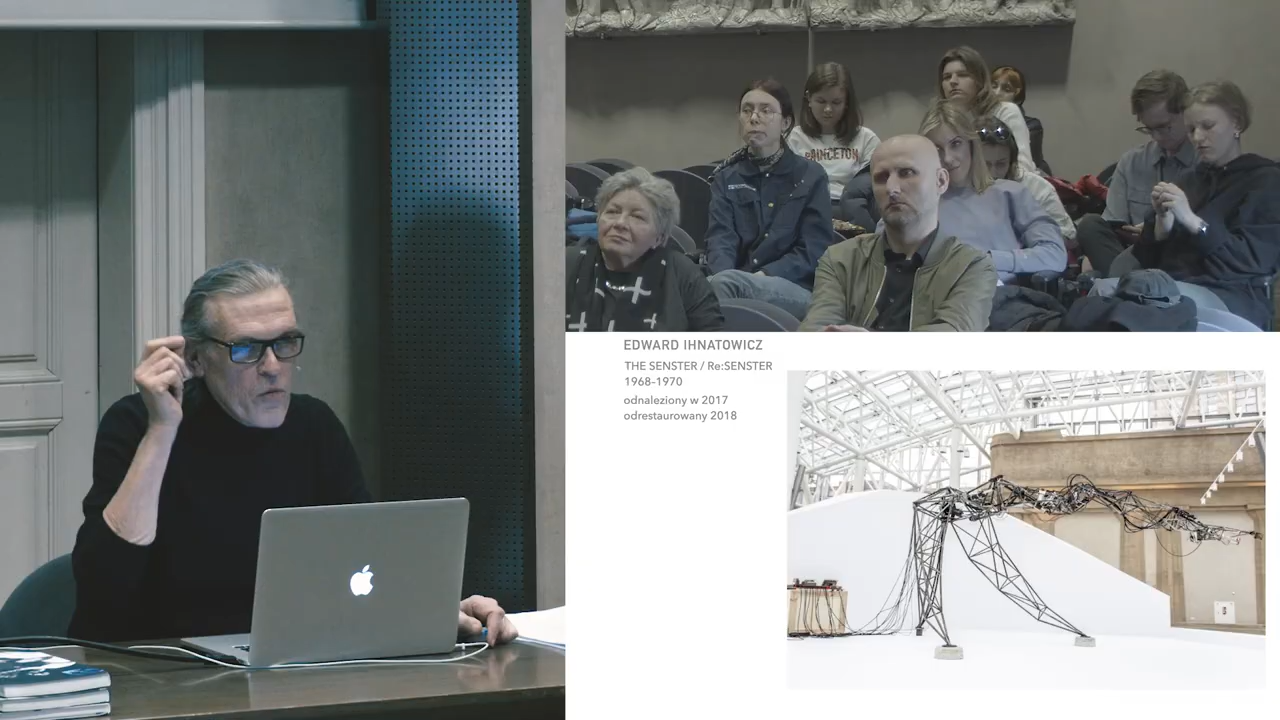 PRINCETON
EDWARD IHNATOWICZ
THE SENSTER / Re:SENSTER
1968-1970
odnaleziony w 2017
odrestaurowany 2018